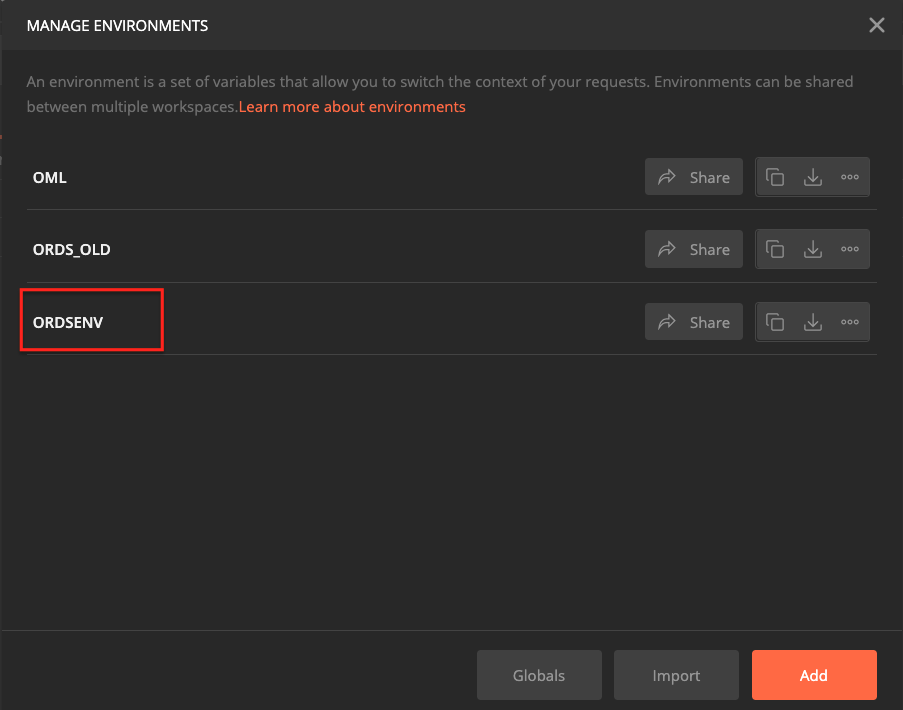 MANAGE ENVIRONMENTS
An environment is a set of variables that allow you to switch the context of your requests. Environments can be shared
between multiple workspaces.Learn more about environments
OML Share
ORDS_OLD Share
ORDSENV Share
Globals Import Add